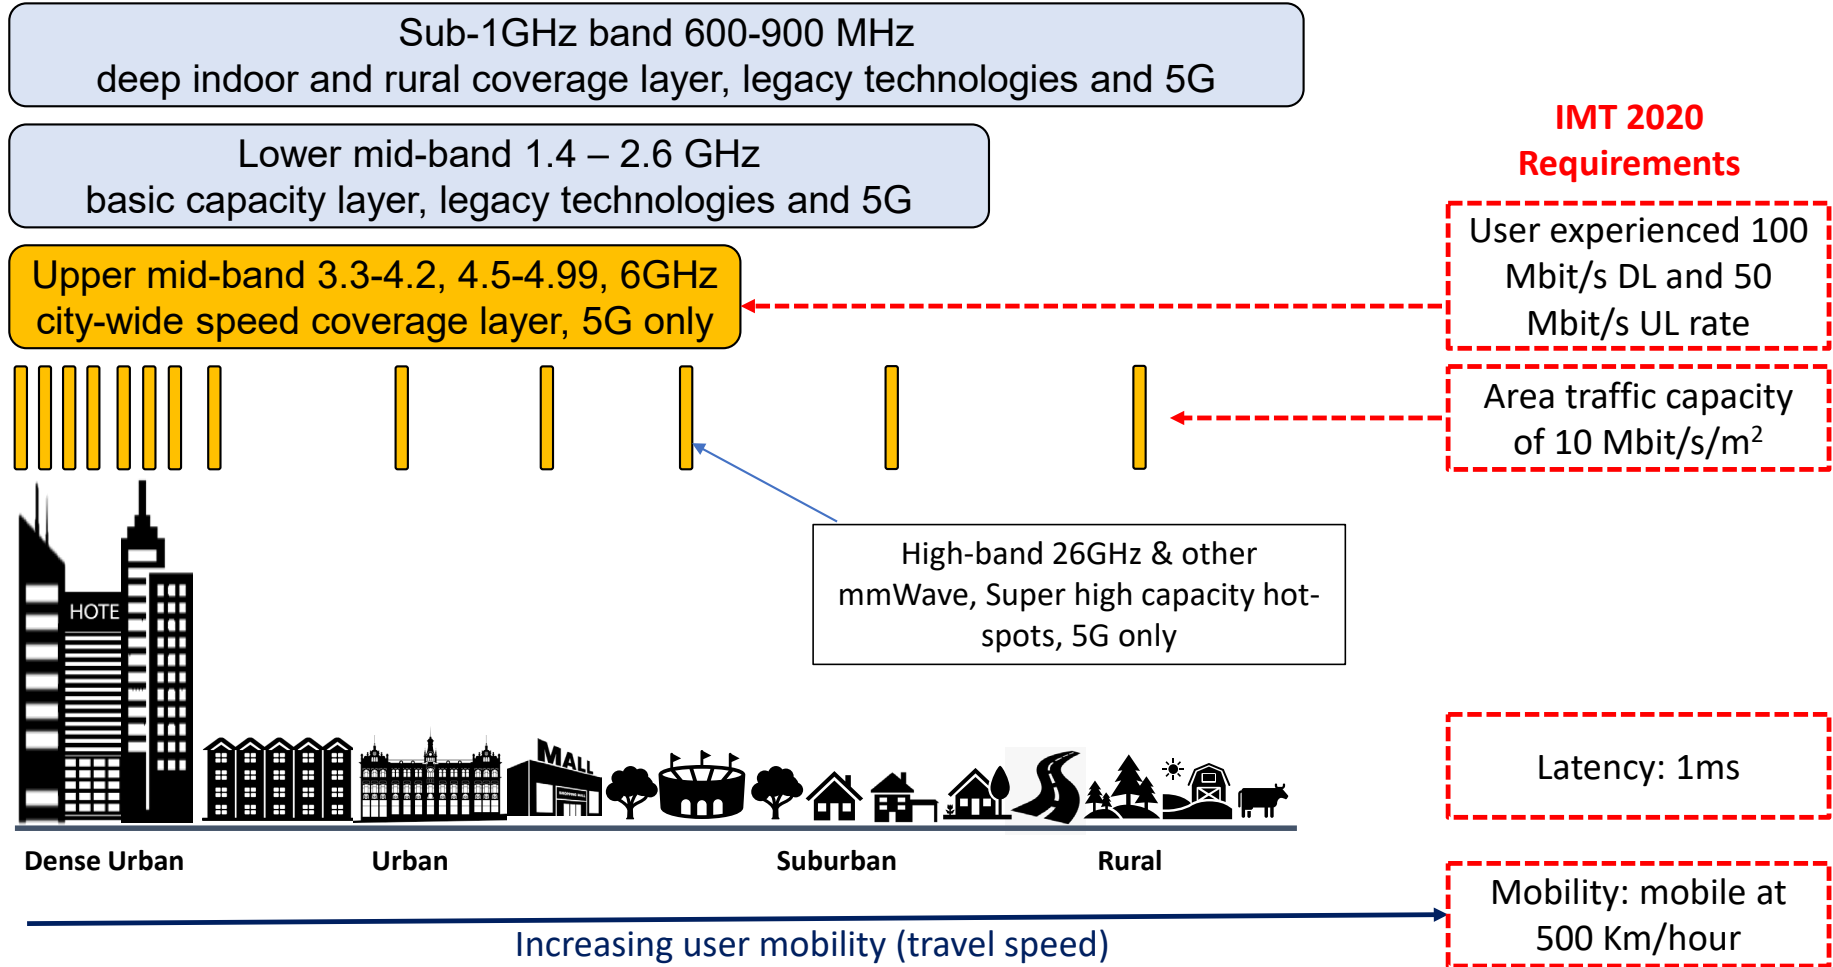 Sub-1GHz band 600-900 MHz
deep indoor and rural coverage layer, legacy technologies and 5G
Lower mid-band 1.4 – 2.6 GHz
basic capacity layer, legacy technologies and 5G
Upper mid-band 3.3-4.2, 4.5-4.99, 6GHz
city-wide speed coverage layer, 5G only
IMT 2020
Requirements
User experienced 100
Mbit/s DL and 50
Mbit/s UL rate
Area traffic capacity
of 10 Mbit/s/m²
High-band 26GHz & other
mmWave, Super high capacity hot-
spots, 5G only
HOTE
MALL
SHOPPING MALL
Latency: 1ms
Dense Urban
Urban
Suburban
Rural
Mobility: mobile at
500 Km/hour
Increasing user mobility (travel speed)